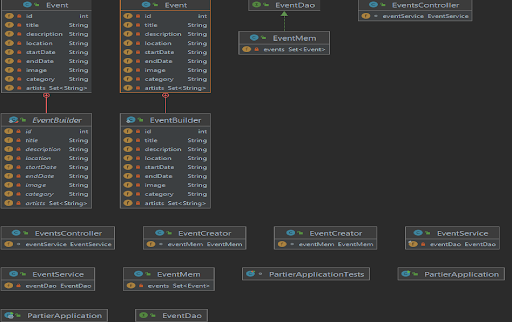 Event
id int
title String
description String
location String
startDate String
endDate String
image String
category String
artists Set<String>
EventBuilder
id int
title String
description String
location String
startDate String
endDate String
image String
category String
artists Set<String>
Event
id int
title String
description String
location String
startDate String
endDate String
image String
category String
artists Set<String>
EventBuilder
id int
title String
description String
location String
startDate String
endDate String
image String
category String
artists Set<String>
EventDao
EventMem
events Set<Event>
EventsController
eventService EventService
EventsController
eventService EventService
EventCreator
eventMem EventMem
EventCreator
eventMem EventMem
EventService
eventDao EventDao
EventService
eventDao EventDao
EventMem
events Set<Event>
PartierApplicationTests
PartierApplication
PartierApplication
EventDao